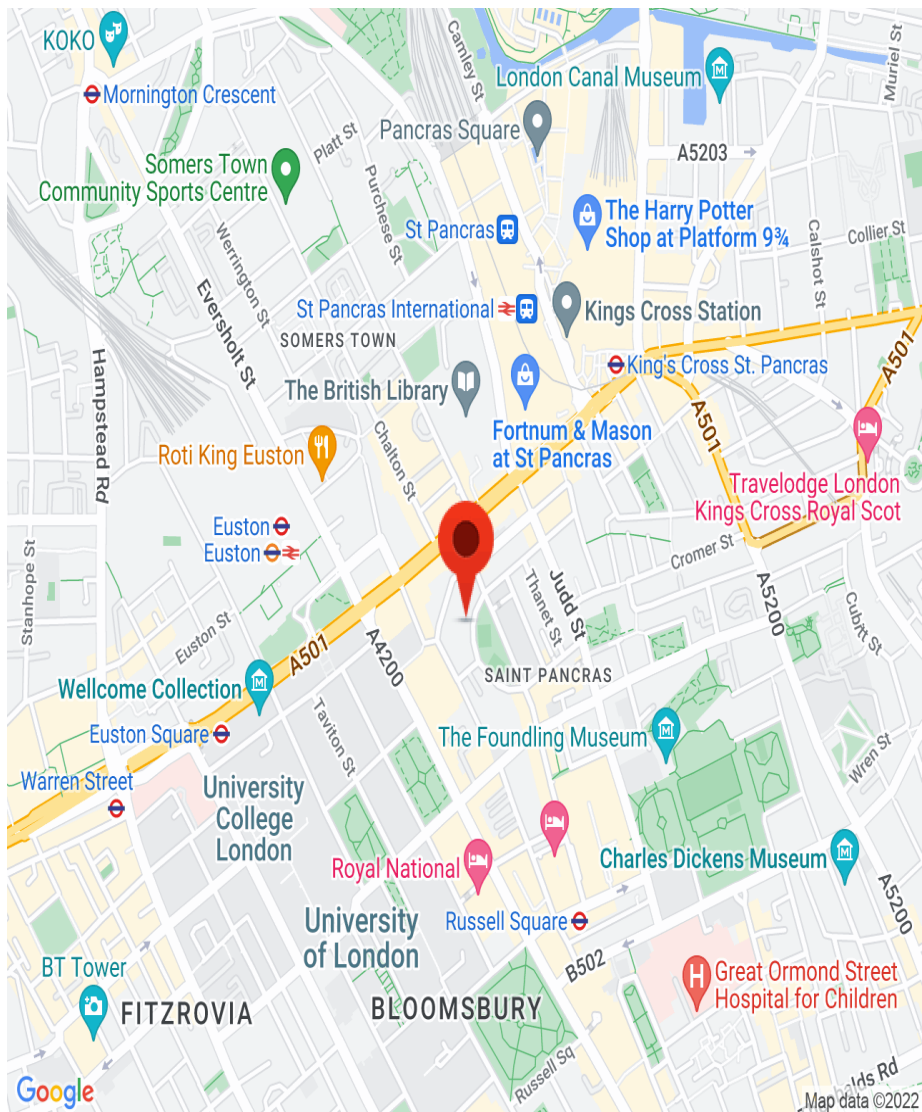 KOKO
Mornington Crescent
Camley St
Muriel St
London Canal Museum
Pancras Square
Platt St
A5203
Somers Town
Community Sports Centre
Purchese St
The Harry Potter
Shop at Platform 9¾
St Pancras
Calshot St
Collier St
Werrington St
Eversholt St
St Pancras International
Kings Cross Station
SOMERS TOWN
Hampstead Rd
The British Library
King's Cross St. Pancras
A501
Fortnum & Mason
at St Pancras
A501
Chalton St
Roti King Euston
Travelodge London
Kings Cross Royal Scot
Euston
Euston
Cromer St
Stanhope St
Judd St
Thanet St
A5200
Cubitt St
Euston St
A501
A4200
SAINT PANCRAS
Wellcome Collection
Taviton St
Euston Square
The Foundling Museum
Wren St
Warren Street
University
College
London
Royal National
Charles Dickens Museum
A5200
University
of London
Russell Square
B502
BT Tower
Great Ormond Street
Hospital for Children
FITZROVIA
BLOOMSBURY
Russell Sq
Google
Map data ©2022